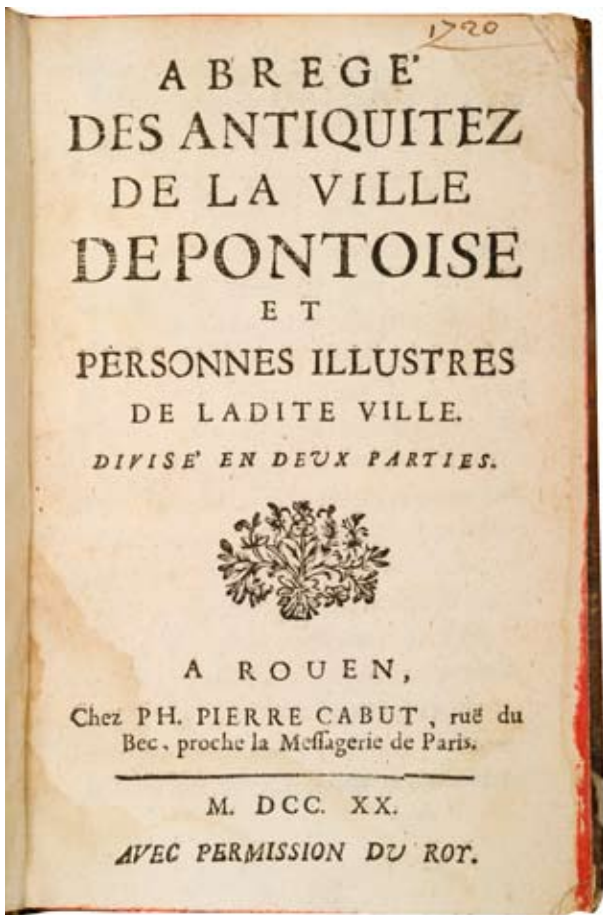 1720
ABREGE'
DES ANTIQUITEZ
DE LA VILLE
DE PONTOISE
ET
PERSONNES ILLUSTRES
DE LADITE VILLE.
DIVISE' EN DEUX PARTIES.
A ROUEN,
Chez PH. PIERRE CABUT, ruë du
Bec, proche la Meſſagerie de Paris.
M. DCC. XX.
AVEC PERMISSION DU ROY.